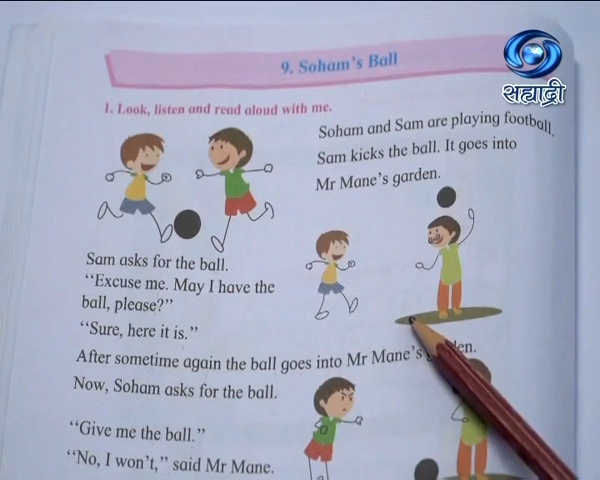 सह्याद्री
9. Soham's Ball
1. Look, listen and read aloud with me.
Soham and Sam are playing football.
Sam kicks the ball. It goes into
Mr Mane's garden.
Sam asks for the ball.
“Excuse me. May I have the
ball, please?”
“Sure, here it is.”
After sometime again the ball goes into Mr Mane's garden.
Now, Soham asks for the ball.
“Give me the ball.”
“No, I won't,” said Mr Mane.